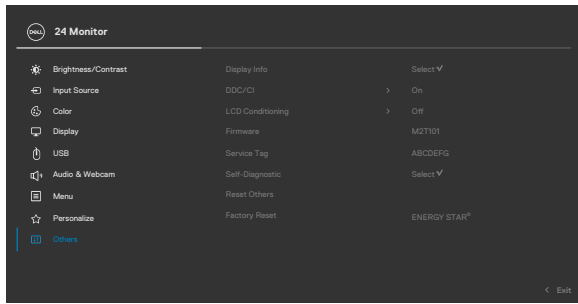 DELL 24 Monitor
Brightness/Contrast Display Info Select ✓
Input Source DDC/CI > On
Color LCD Conditioning > Off
Display Firmware M2T101
USB Service Tag ABCDEFG
Audio & Webcam Self-Diagnostic Select ✓
Menu Reset Others
Personalize Factory Reset ENERGY STAR®
Others
< Exit